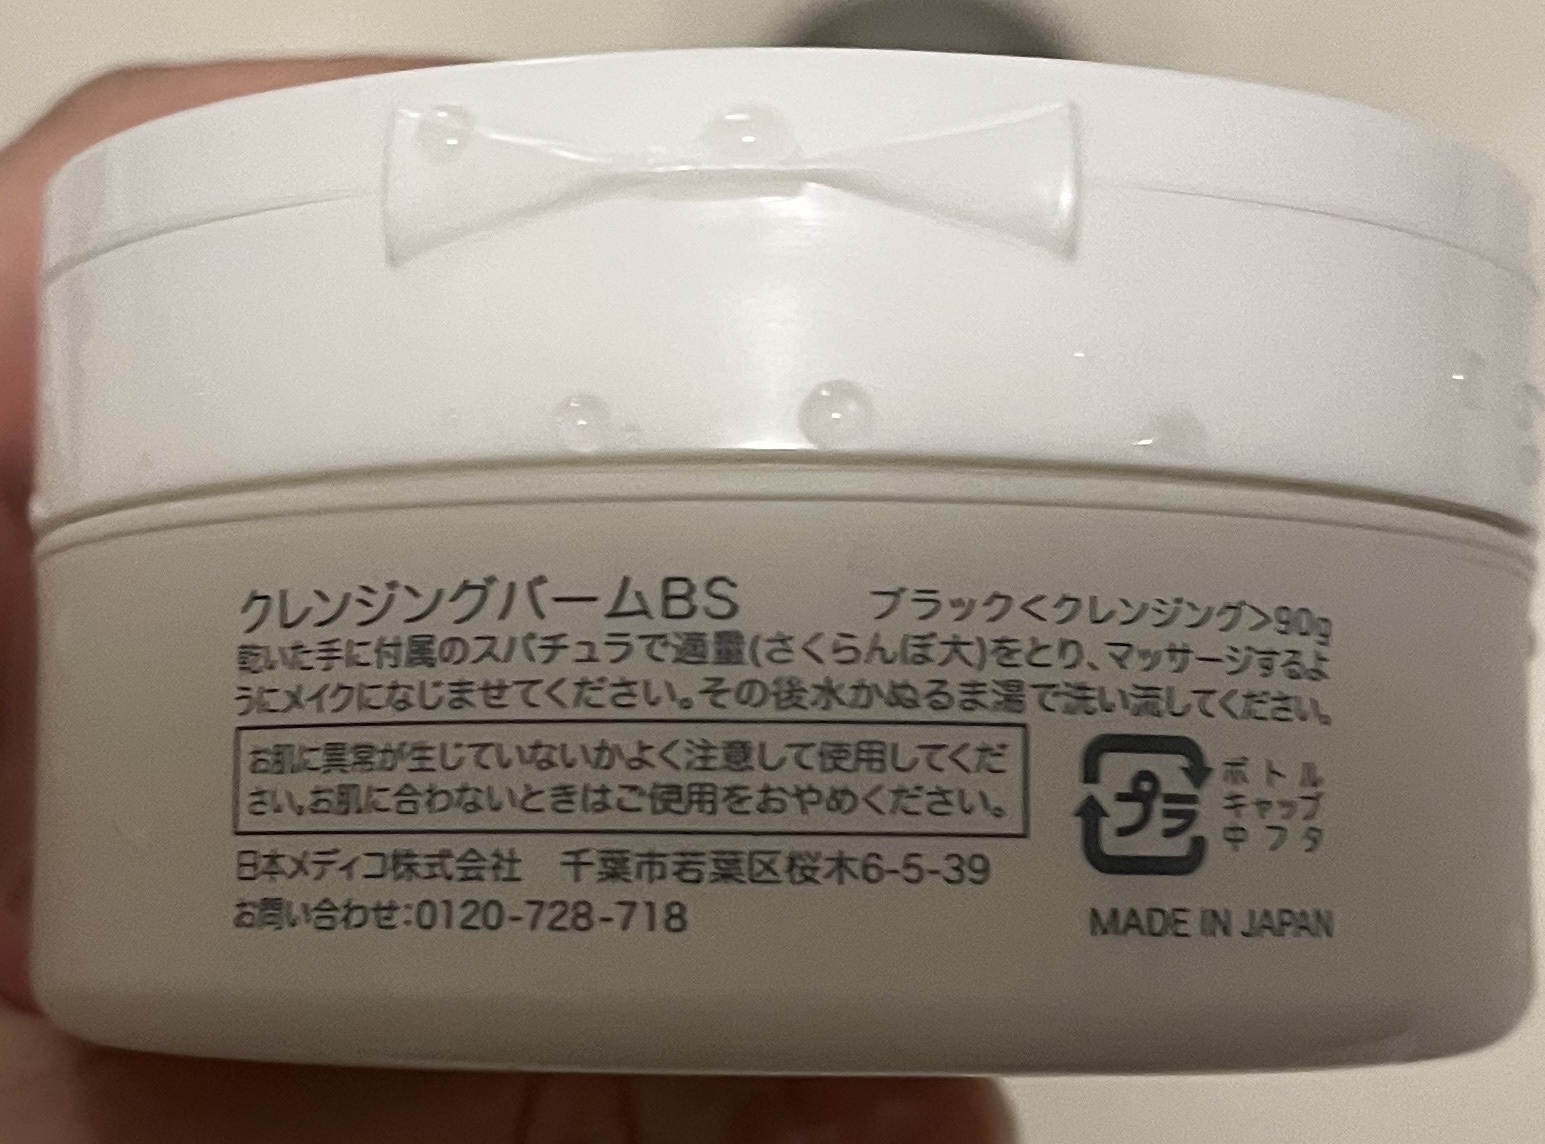 クレンジングバームBS　ブラック<クレンジング>90g
乾いた手に付属のスパチュラで適量(さくらんぼ大)をとり、マッサージするよ
うにメイクになじませてください。その後水かぬるま湯で洗い流してください。
お肌に異常が生じていないかよく注意して使用してくだ
さい。お肌に合わないときはご使用をおやめください。
プラ
ボトル
キャップ
中フタ
日本メディコ株式会社　千葉市若葉区桜木6-5-39
お問い合わせ:0120-728-718
MADE IN JAPAN